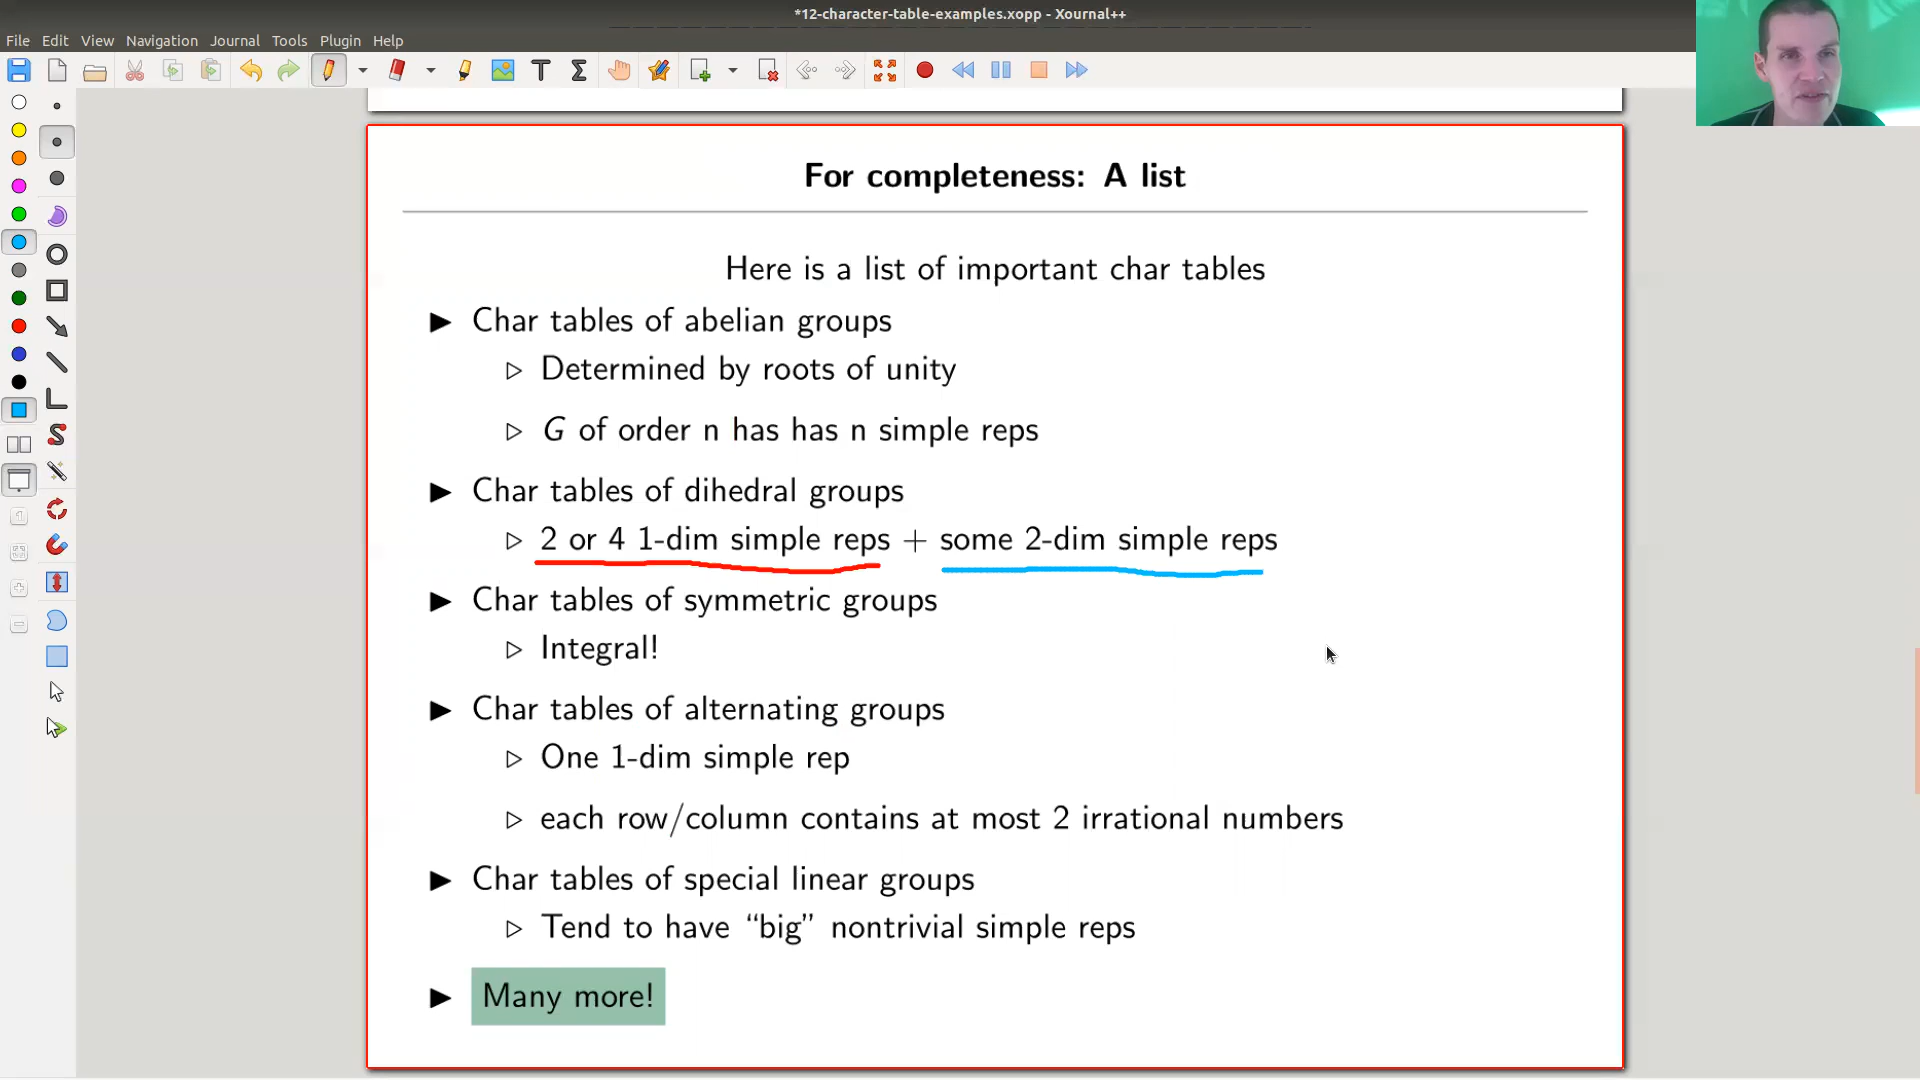 *12-character-table-examples.xopp - Xournal++
File Edit View Navigation Journal Tools Plugin Help
For completeness: A list
Here is a list of important char tables
▶ Char tables of abelian groups
▷ Determined by roots of unity
▷ G of order n has has n simple reps
▶ Char tables of dihedral groups
▷ 2 or 4 1-dim simple reps + some 2-dim simple reps
▶ Char tables of symmetric groups
▷ Integral!
▶ Char tables of alternating groups
▷ One 1-dim simple rep
▷ each row/column contains at most 2 irrational numbers
▶ Char tables of special linear groups
▷ Tend to have “big” nontrivial simple reps
▶ Many more!